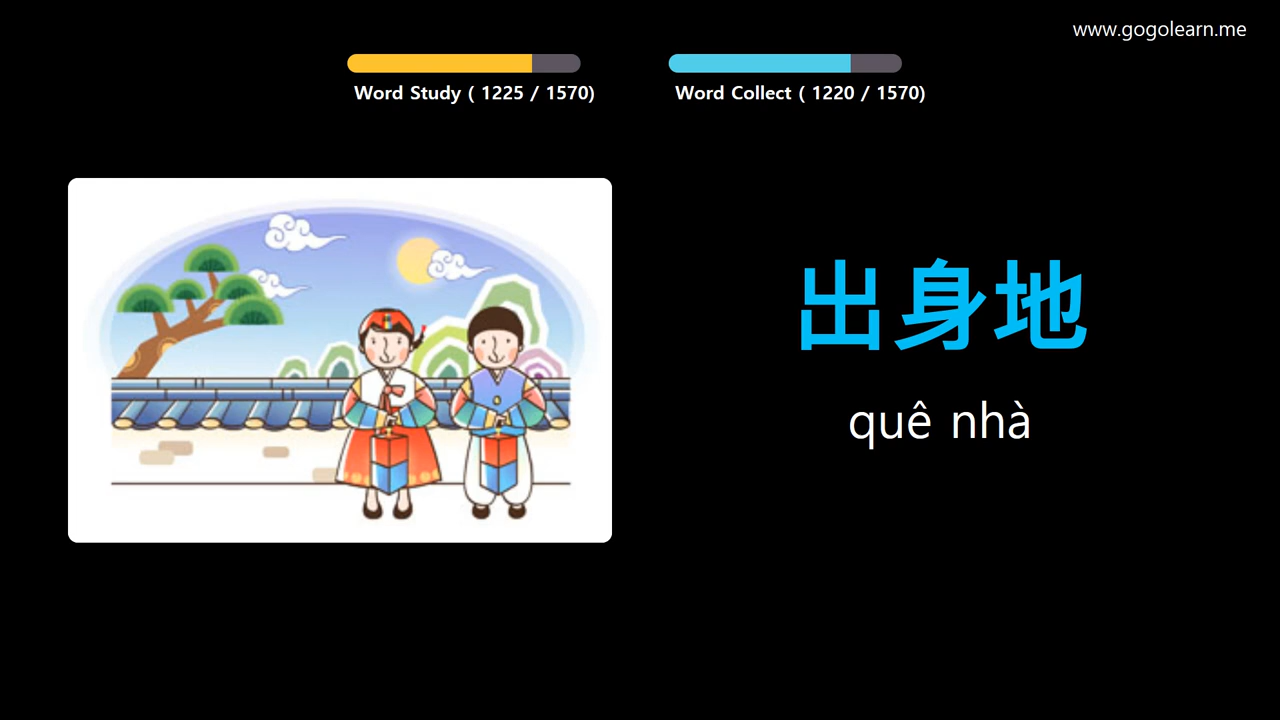 www.gogolearn.me
Word Study ( 1225 / 1570)
Word Collect ( 1220 / 1570)
出身地
quê nhà